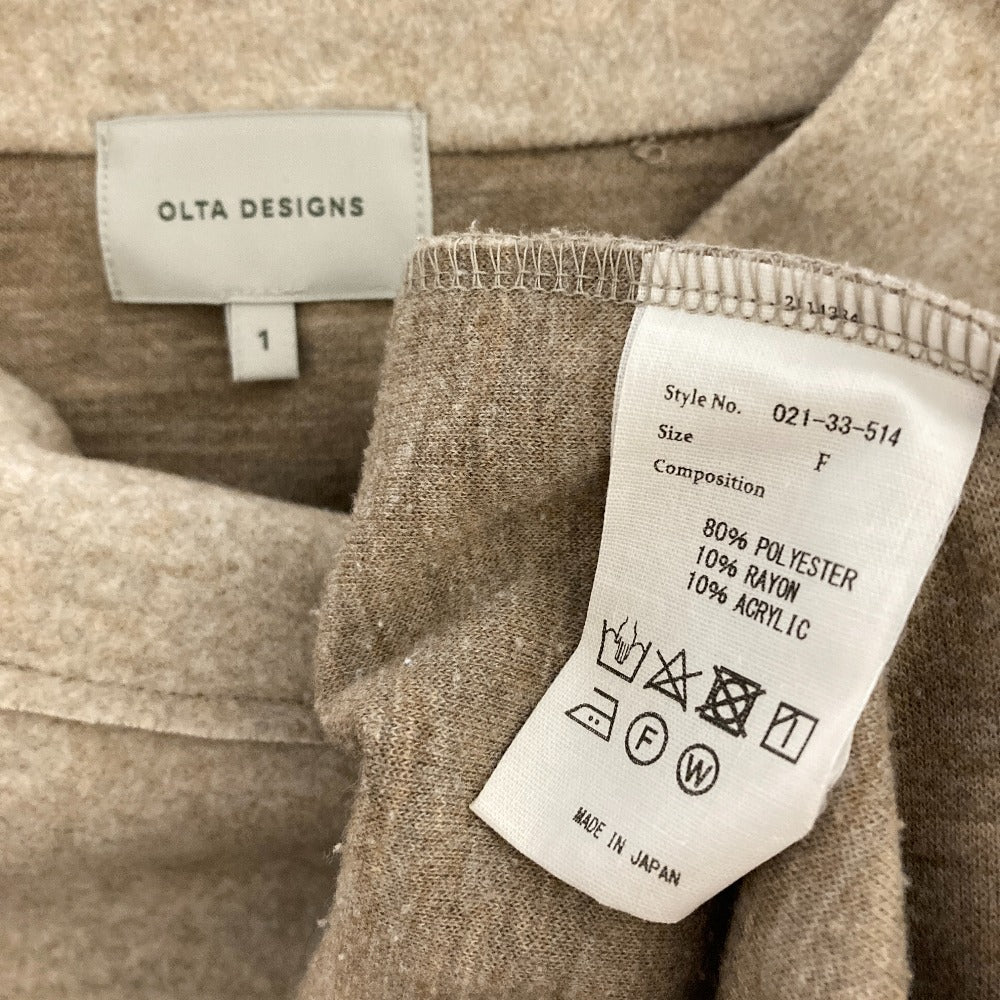 OLTA DESIGNS
1
Style No. 021-33-514
Size F
Composition
80% POLYESTER
10% RAYON
10% ACRYLIC
F
W
MADE IN JAPAN